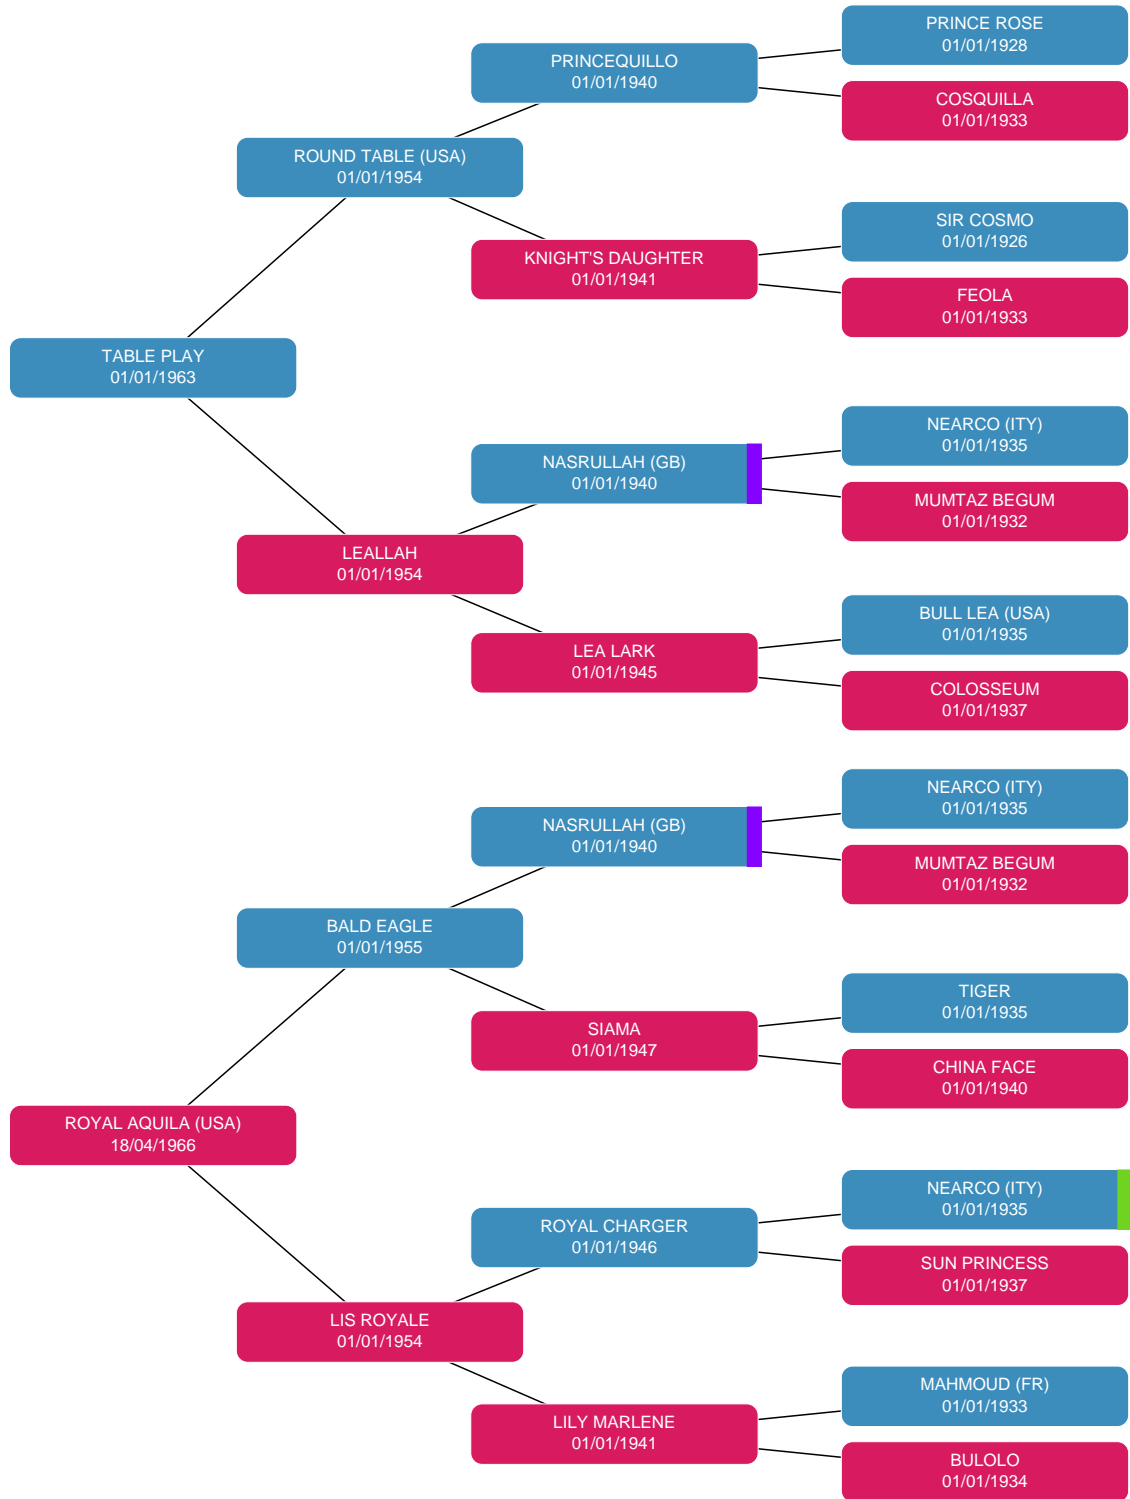 PRINCE ROSE
01/01/1928
PRINCEQUILLO
01/01/1940
COSQUILLA
01/01/1933
ROUND TABLE (USA)
01/01/1954
SIR COSMO
01/01/1926
KNIGHT'S DAUGHTER
01/01/1941
FEOLA
01/01/1933
TABLE PLAY
01/01/1963
NEARCO (ITY)
01/01/1935
NASRULLAH (GB)
01/01/1940
MUMTAZ BEGUM
01/01/1932
LEALLAH
01/01/1954
BULL LEA (USA)
01/01/1935
LEA LARK
01/01/1945
COLOSSEUM
01/01/1937
NEARCO (ITY)
01/01/1935
NASRULLAH (GB)
01/01/1940
MUMTAZ BEGUM
01/01/1932
BALD EAGLE
01/01/1955
TIGER
01/01/1935
SIAMA
01/01/1947
CHINA FACE
01/01/1940
ROYAL AQUILA (USA)
18/04/1966
NEARCO (ITY)
01/01/1935
ROYAL CHARGER
01/01/1946
SUN PRINCESS
01/01/1937
LIS ROYALE
01/01/1954
MAHMOUD (FR)
01/01/1933
LILY MARLENE
01/01/1941
BULOLO
01/01/1934